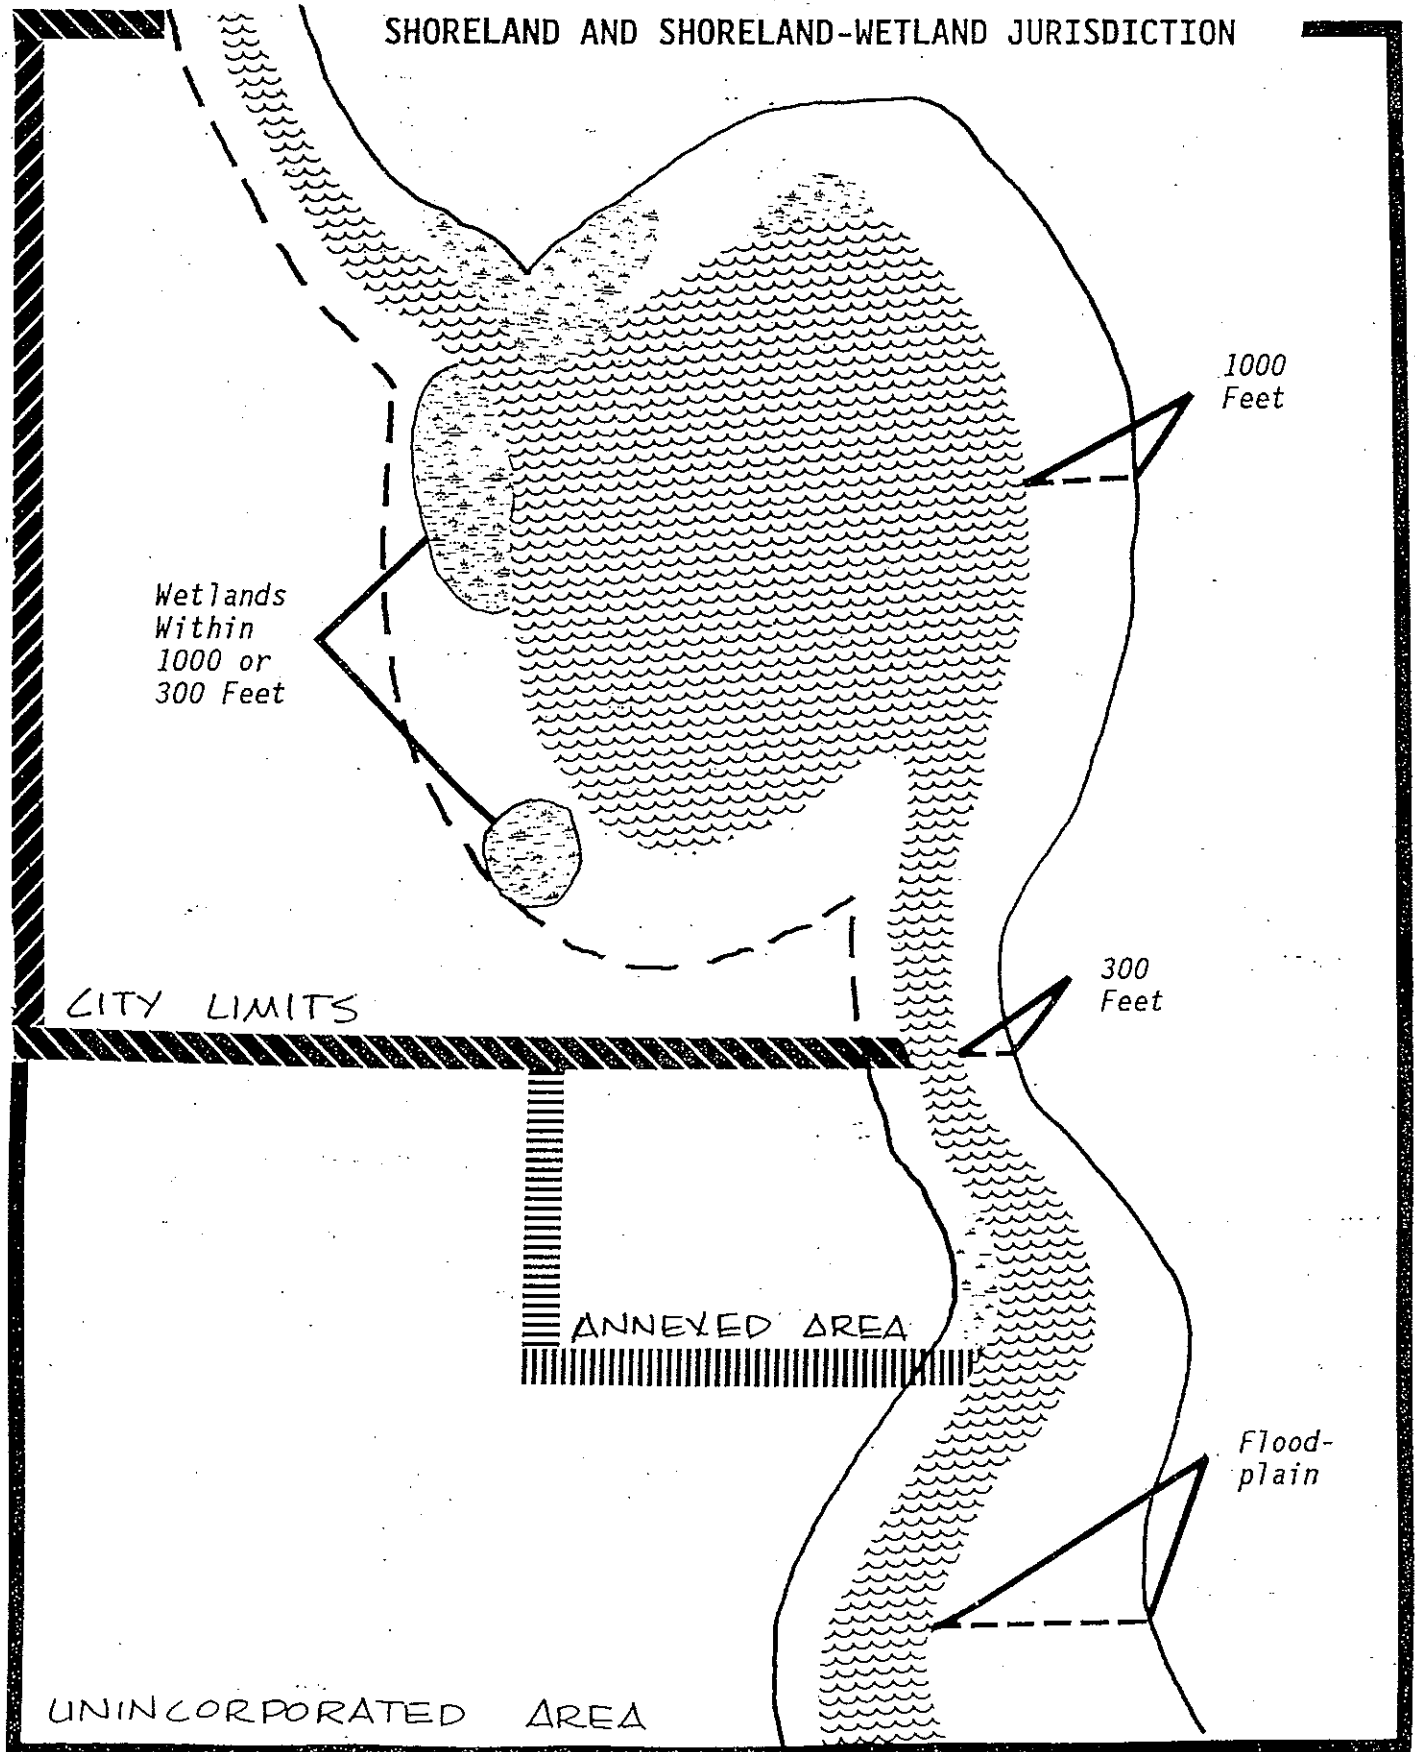 SHORELAND AND SHORELAND-WETLAND JURISDICTION
1000
Feet
Wetlands
Within
1000 or
300 Feet
300
Feet
CITY LIMITS
ANNEXED AREA
Flood-
plain
UNINCORPORATED AREA